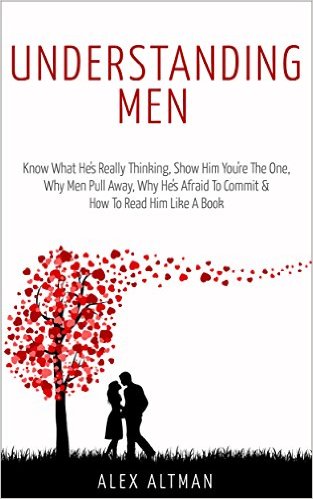 UNDERSTANDING
MEN
Know What He's Really Thinking, Show Him You're The One,
Why Men Pull Away, Why He's Afraid To Commit &
How To Read Him Like A Book
ALEX ALTMAN